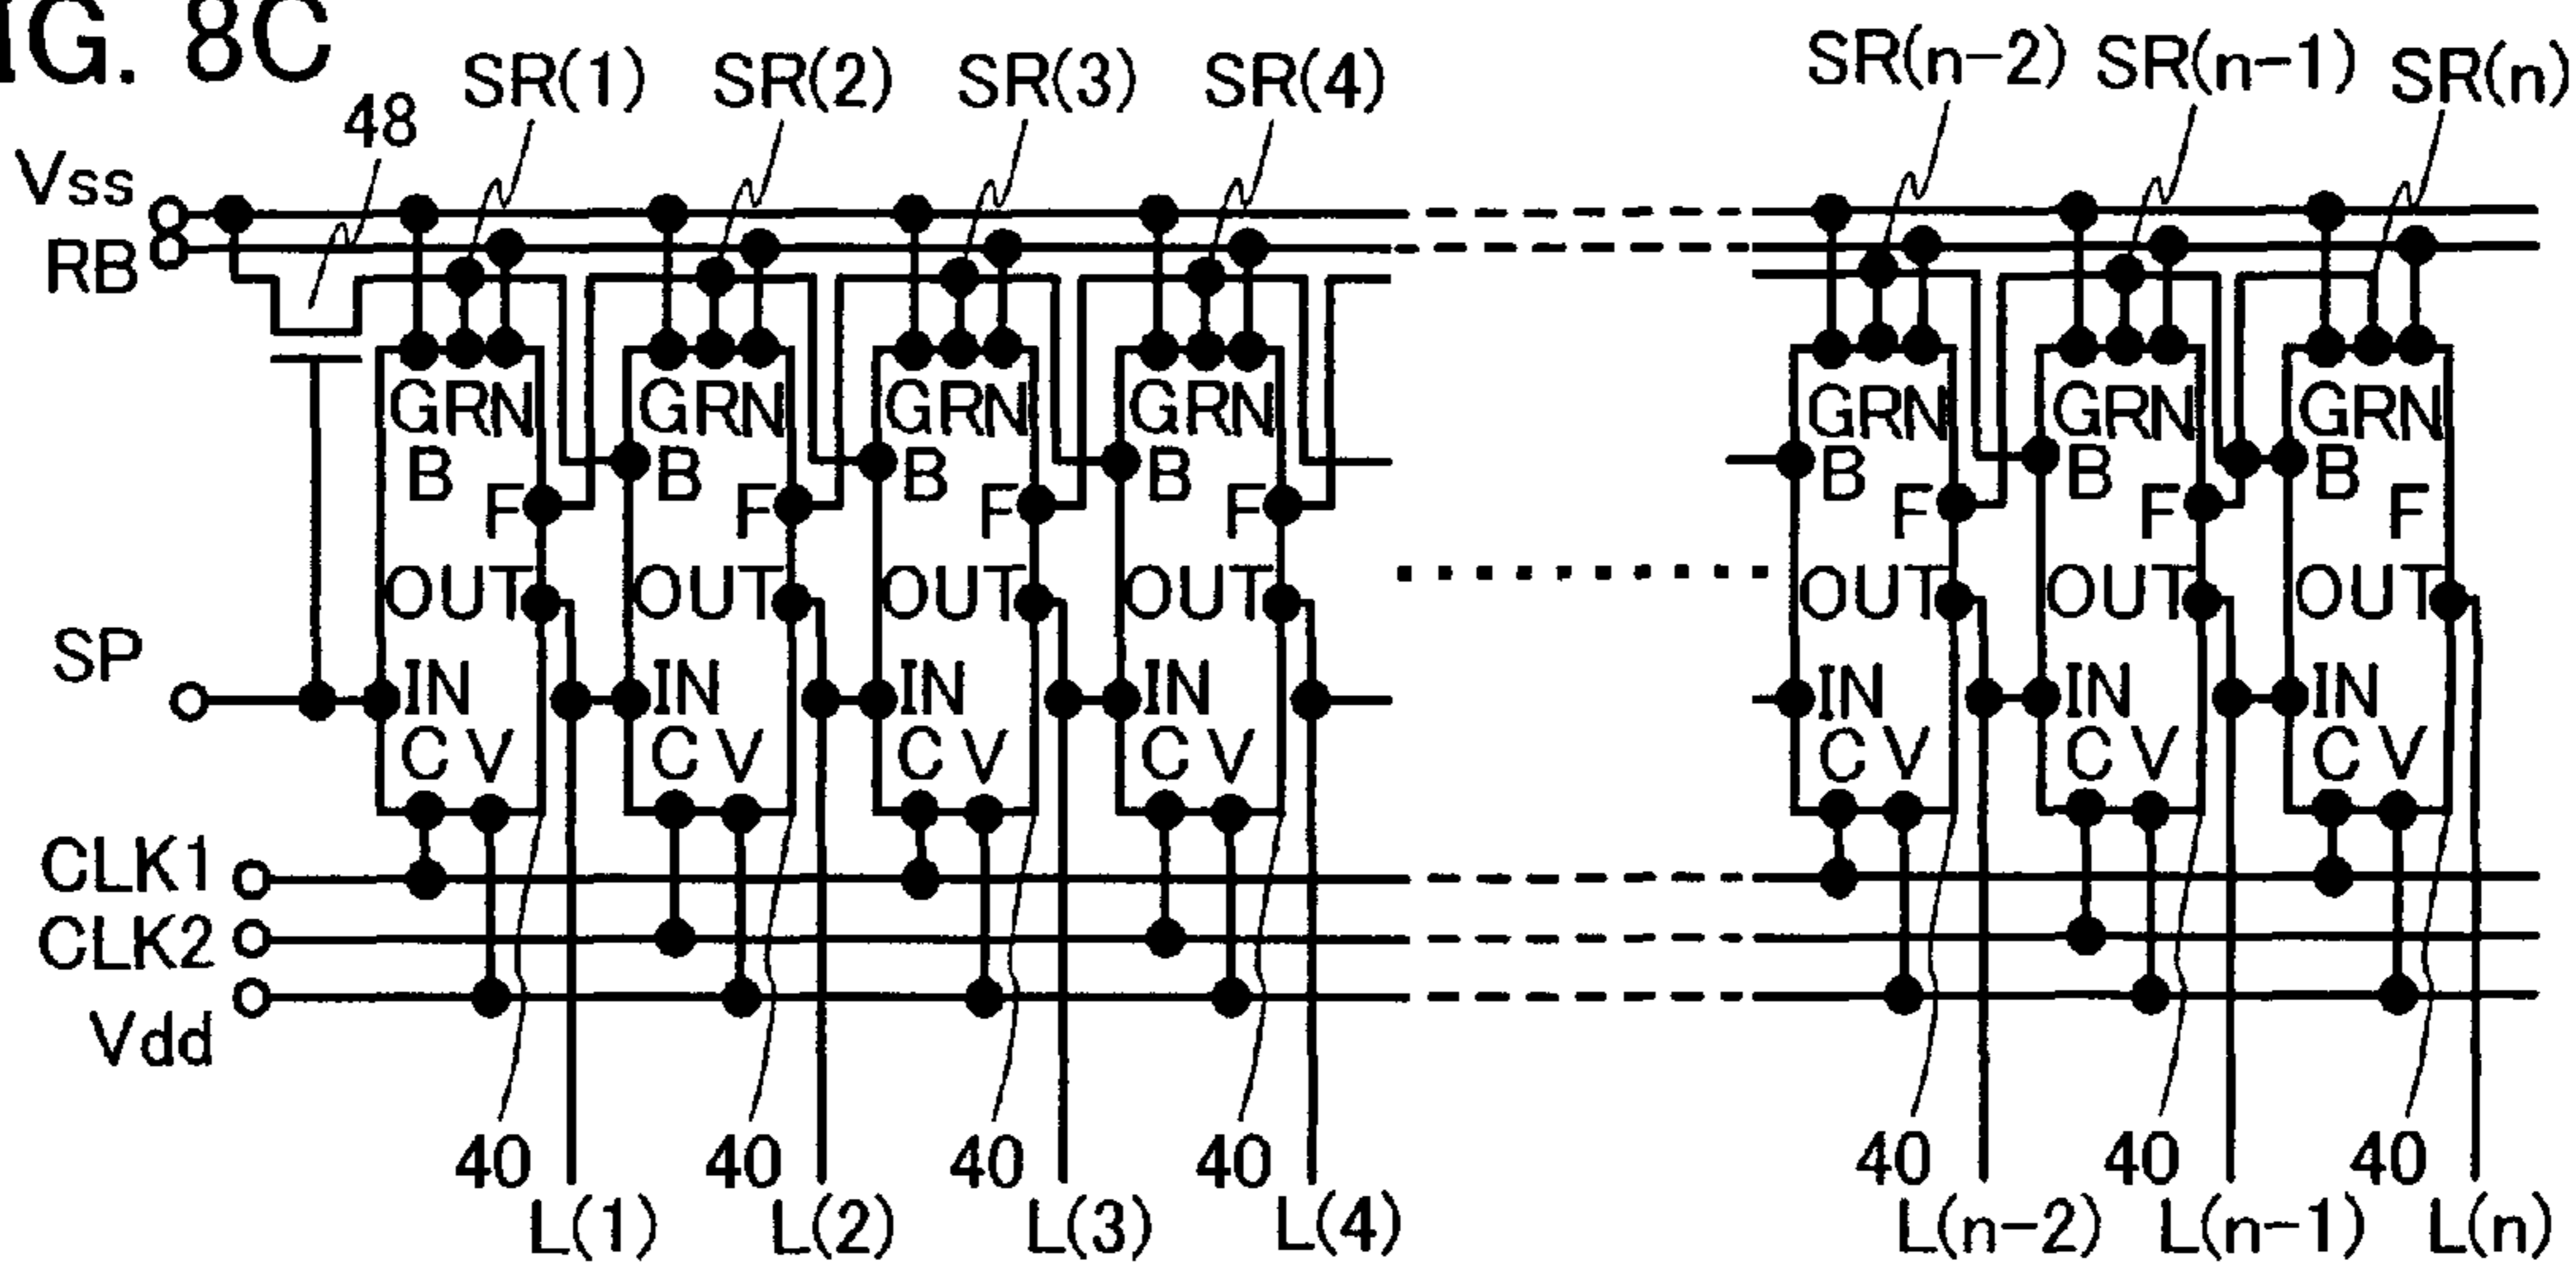 IG. 8C
SR(1) SR(2) SR(3) SR(4) SR(n-2) SR(n-1) SR(n)
48
Vss
RB
GRN GRN GRN GRN GRN GRN GRN
B B B B B B B
F F F F F F F
OUT OUT OUT OUT OUT OUT OUT
SP
IN IN IN IN IN IN IN
C V C V C V C V C V C V C V
CLK1
CLK2
Vdd
40 40 40 40 40 40 40
L(1) L(2) L(3) L(4) L(n-2) L(n-1) L(n)